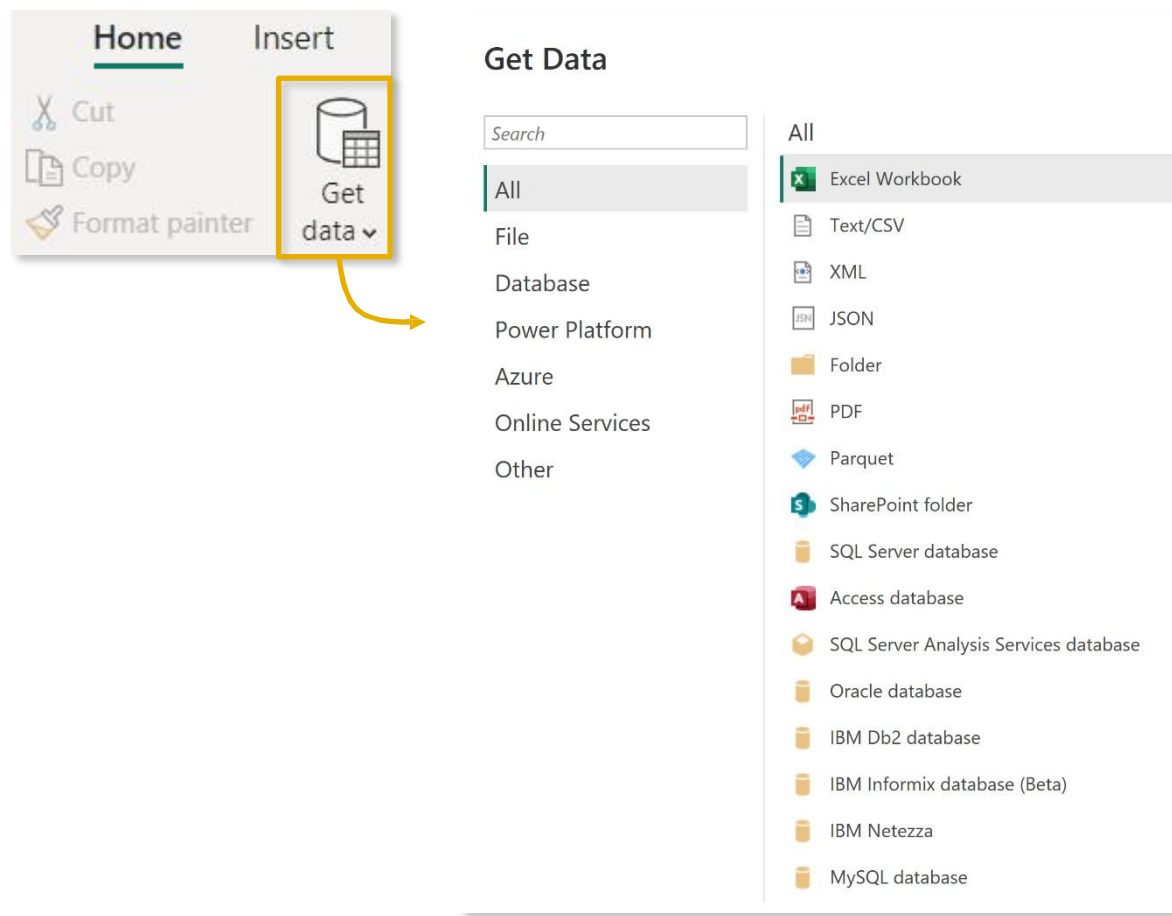 Home
Insert
Cut
Copy
Format painter
Get
data
Get Data
Search
All
File
Database
Power Platform
Azure
Online Services
Other
All
Excel Workbook
Text/CSV
XML
JSON
Folder
PDF
Parquet
SharePoint folder
SQL Server database
Access database
SQL Server Analysis Services database
Oracle database
IBM Db2 database
IBM Informix database (Beta)
IBM Netezza
MySQL database